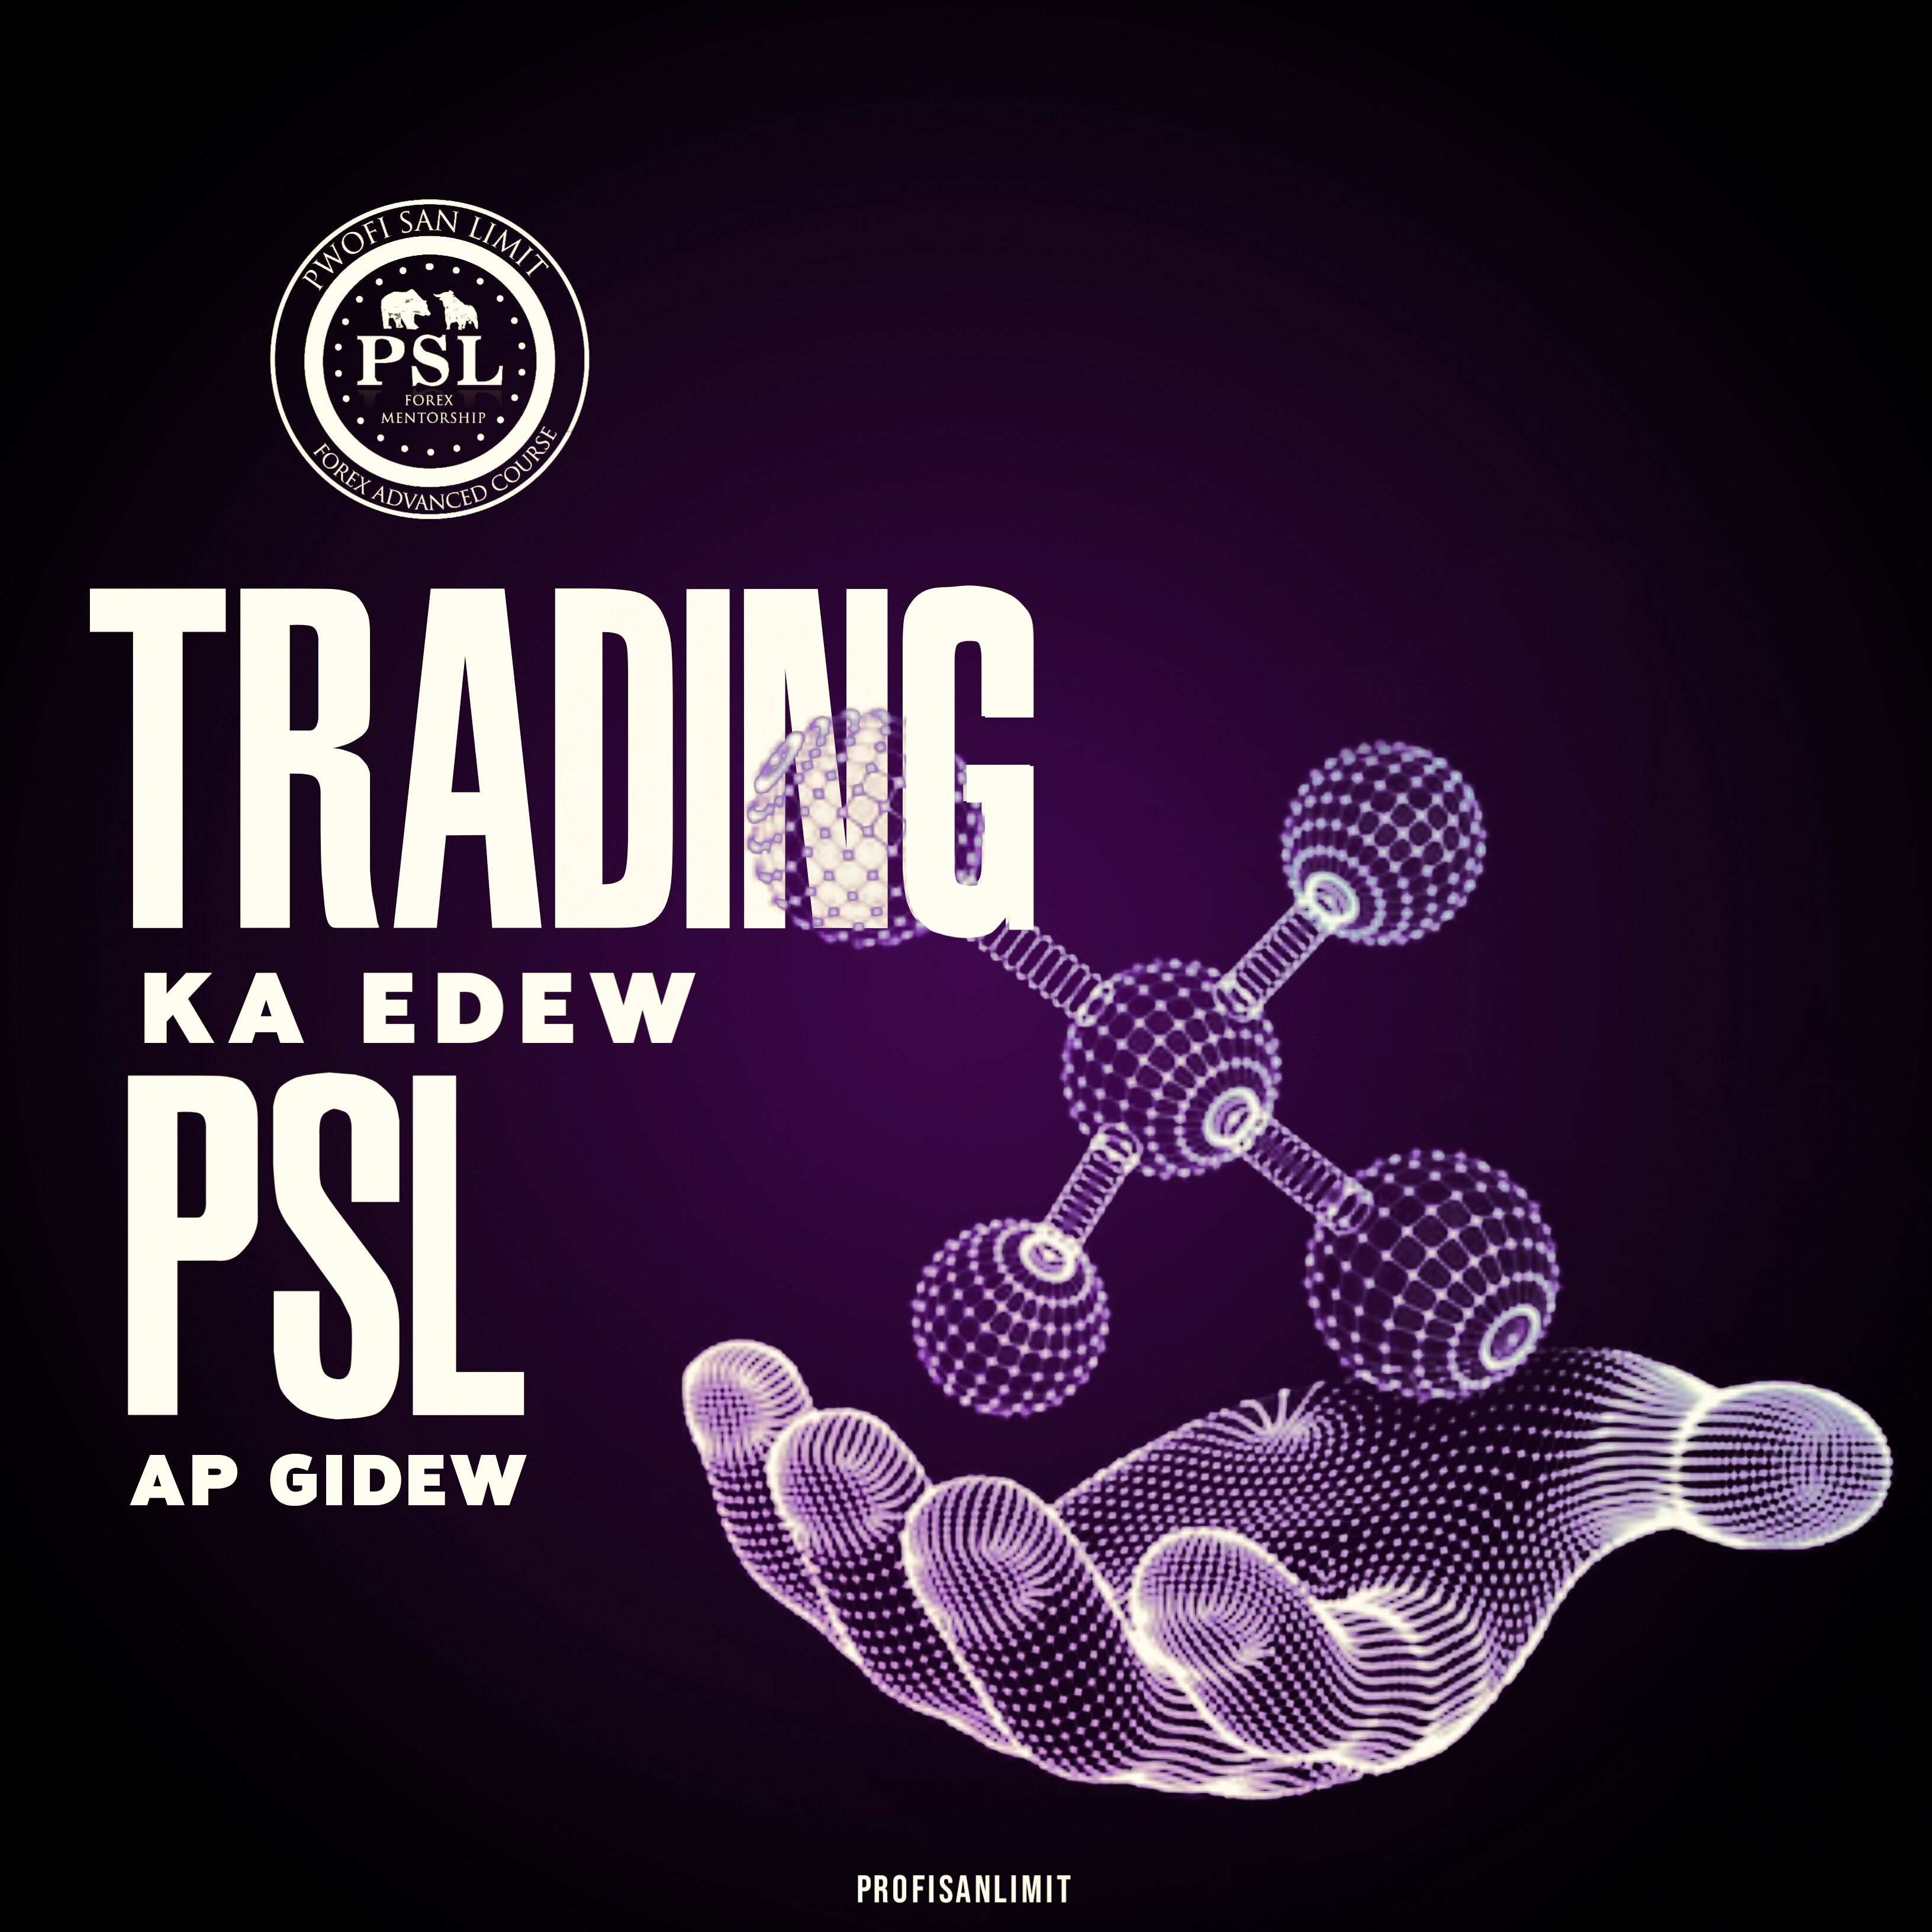 PWOFI SAN LIMIT
PSL
FOREX
MENTORSHIP
FOREX ADVANCED COURSE
TRADING
KA EDEW
PSL
AP GIDEW
PROFISANLIMIT